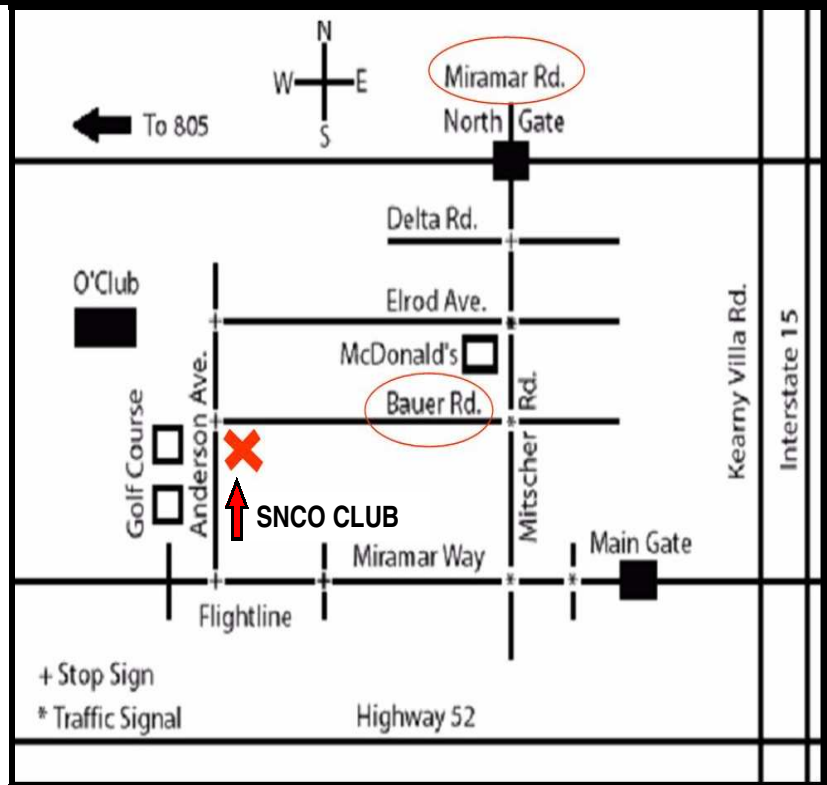 N
W E
S
Miramar Rd.
To 805
North Gate
Delta Rd.
O'Club
Elrod Ave.
McDonald's
Bauer Rd.
Golf Course
Anderson Ave.
Mitscher Rd.
Kearny Villa Rd.
Interstate 15
SNCO CLUB
Miramar Way
Main Gate
Flightline
+ Stop Sign
* Traffic Signal
Highway 52